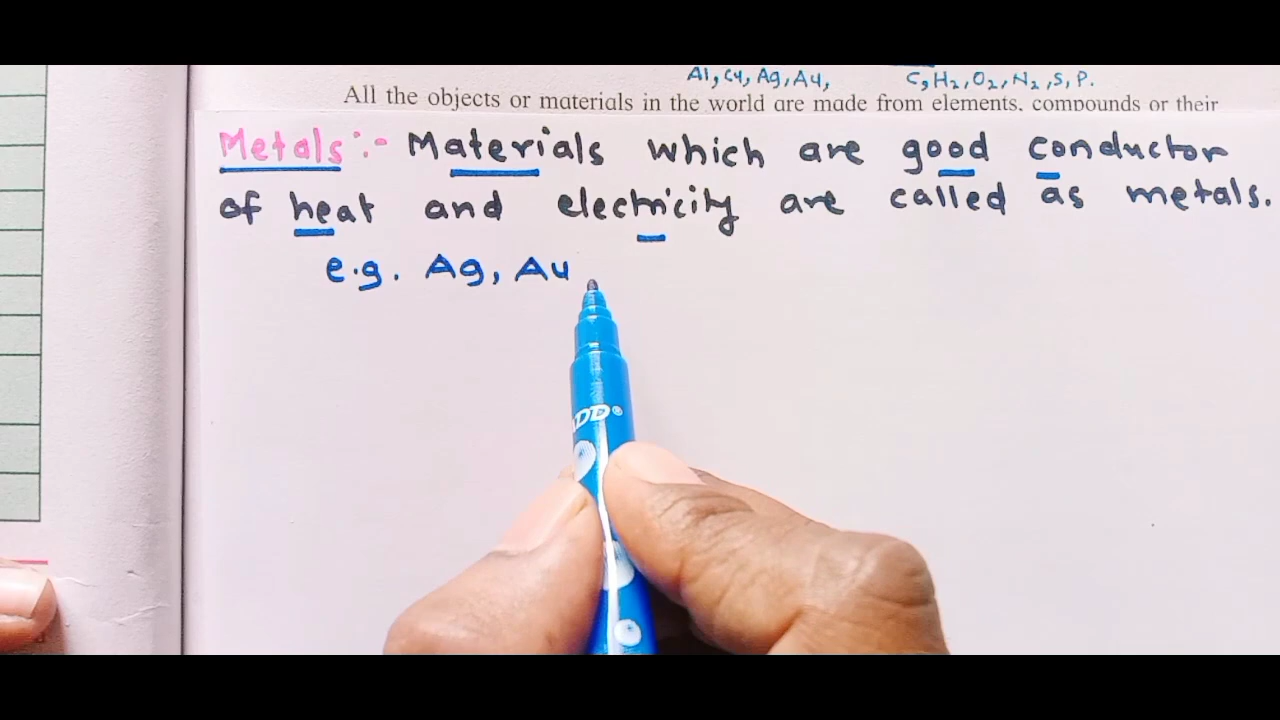 Al, Cu, Ag, Au, C, H2, O2, N2, S, P.
All the objects or materials in the world are made from elements, compounds or their
Metals :- Materials which are good conductor
of heat and electricity are called as metals.
e.g. Ag, Au
DD®